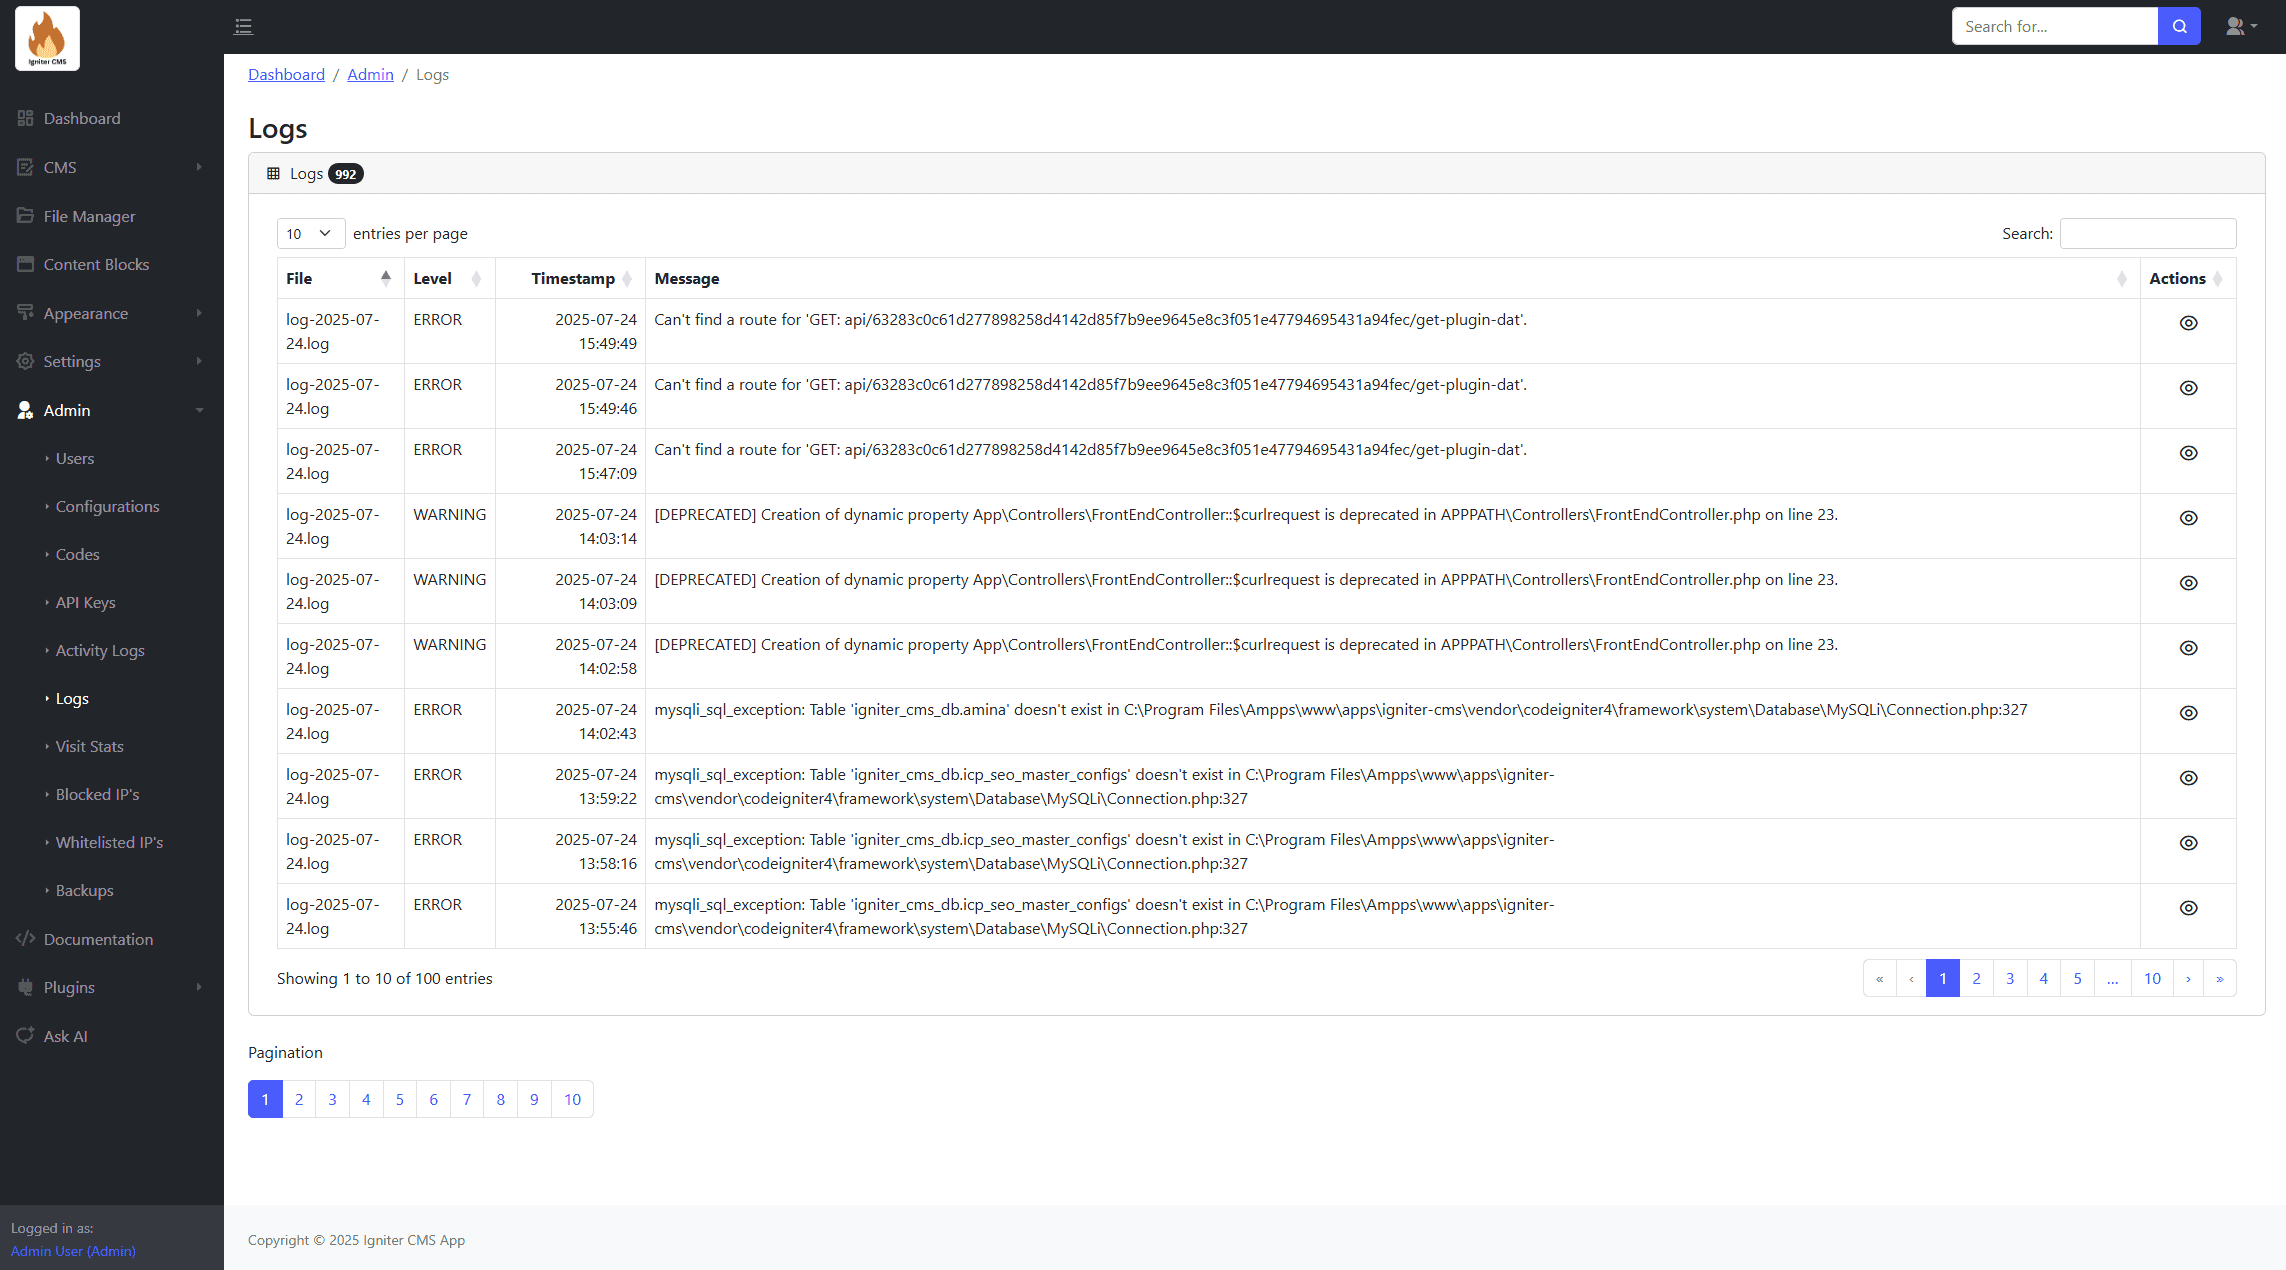 Igniter CMS
Search for...
Dashboard / Admin / Logs
Dashboard
CMS
File Manager
Content Blocks
Appearance
Settings
Admin
Users
Configurations
Codes
API Keys
Activity Logs
Logs
Visit Stats
Blocked IP's
Whitelisted IP's
Backups
Documentation
Plugins
Ask AI
Logged in as:
Admin User (Admin)
Logs
Logs 992
10 entries per page
Search:
File Level Timestamp Message Actions
log-2025-07- ERROR 2025-07-24 Can't find a route for 'GET: api/63283c0c61d277898258d4142d85f7b9ee9645e8c3f051e47794695431a94fec/get-plugin-dat'.
24.log 15:49:49
log-2025-07- ERROR 2025-07-24 Can't find a route for 'GET: api/63283c0c61d277898258d4142d85f7b9ee9645e8c3f051e47794695431a94fec/get-plugin-dat'.
24.log 15:49:46
log-2025-07- ERROR 2025-07-24 Can't find a route for 'GET: api/63283c0c61d277898258d4142d85f7b9ee9645e8c3f051e47794695431a94fec/get-plugin-dat'.
24.log 15:47:09
log-2025-07- WARNING 2025-07-24 [DEPRECATED] Creation of dynamic property App\Controllers\FrontEndController::$curlrequest is deprecated in APPPATH\Controllers\FrontEndController.php on line 23.
24.log 14:03:14
log-2025-07- WARNING 2025-07-24 [DEPRECATED] Creation of dynamic property App\Controllers\FrontEndController::$curlrequest is deprecated in APPPATH\Controllers\FrontEndController.php on line 23.
24.log 14:03:09
log-2025-07- WARNING 2025-07-24 [DEPRECATED] Creation of dynamic property App\Controllers\FrontEndController::$curlrequest is deprecated in APPPATH\Controllers\FrontEndController.php on line 23.
24.log 14:02:58
log-2025-07- ERROR 2025-07-24 mysqli_sql_exception: Table 'igniter_cms_db.amina' doesn't exist in C:\Program Files\Ampps\www\apps\igniter-cms\vendor\codeigniter4\framework\system\Database\MySQLi\Connection.php:327
24.log 14:02:43
log-2025-07- ERROR 2025-07-24 mysqli_sql_exception: Table 'igniter_cms_db.icp_seo_master_configs' doesn't exist in C:\Program Files\Ampps\www\apps\igniter-
24.log 13:59:22 cms\vendor\codeigniter4\framework\system\Database\MySQLi\Connection.php:327
log-2025-07- ERROR 2025-07-24 mysqli_sql_exception: Table 'igniter_cms_db.icp_seo_master_configs' doesn't exist in C:\Program Files\Ampps\www\apps\igniter-
24.log 13:58:16 cms\vendor\codeigniter4\framework\system\Database\MySQLi\Connection.php:327
log-2025-07- ERROR 2025-07-24 mysqli_sql_exception: Table 'igniter_cms_db.icp_seo_master_configs' doesn't exist in C:\Program Files\Ampps\www\apps\igniter-
24.log 13:55:46 cms\vendor\codeigniter4\framework\system\Database\MySQLi\Connection.php:327
Showing 1 to 10 of 100 entries
« ‹ 1 2 3 4 5 ... 10 › »
Pagination
1 2 3 4 5 6 7 8 9 10
Copyright © 2025 Igniter CMS App